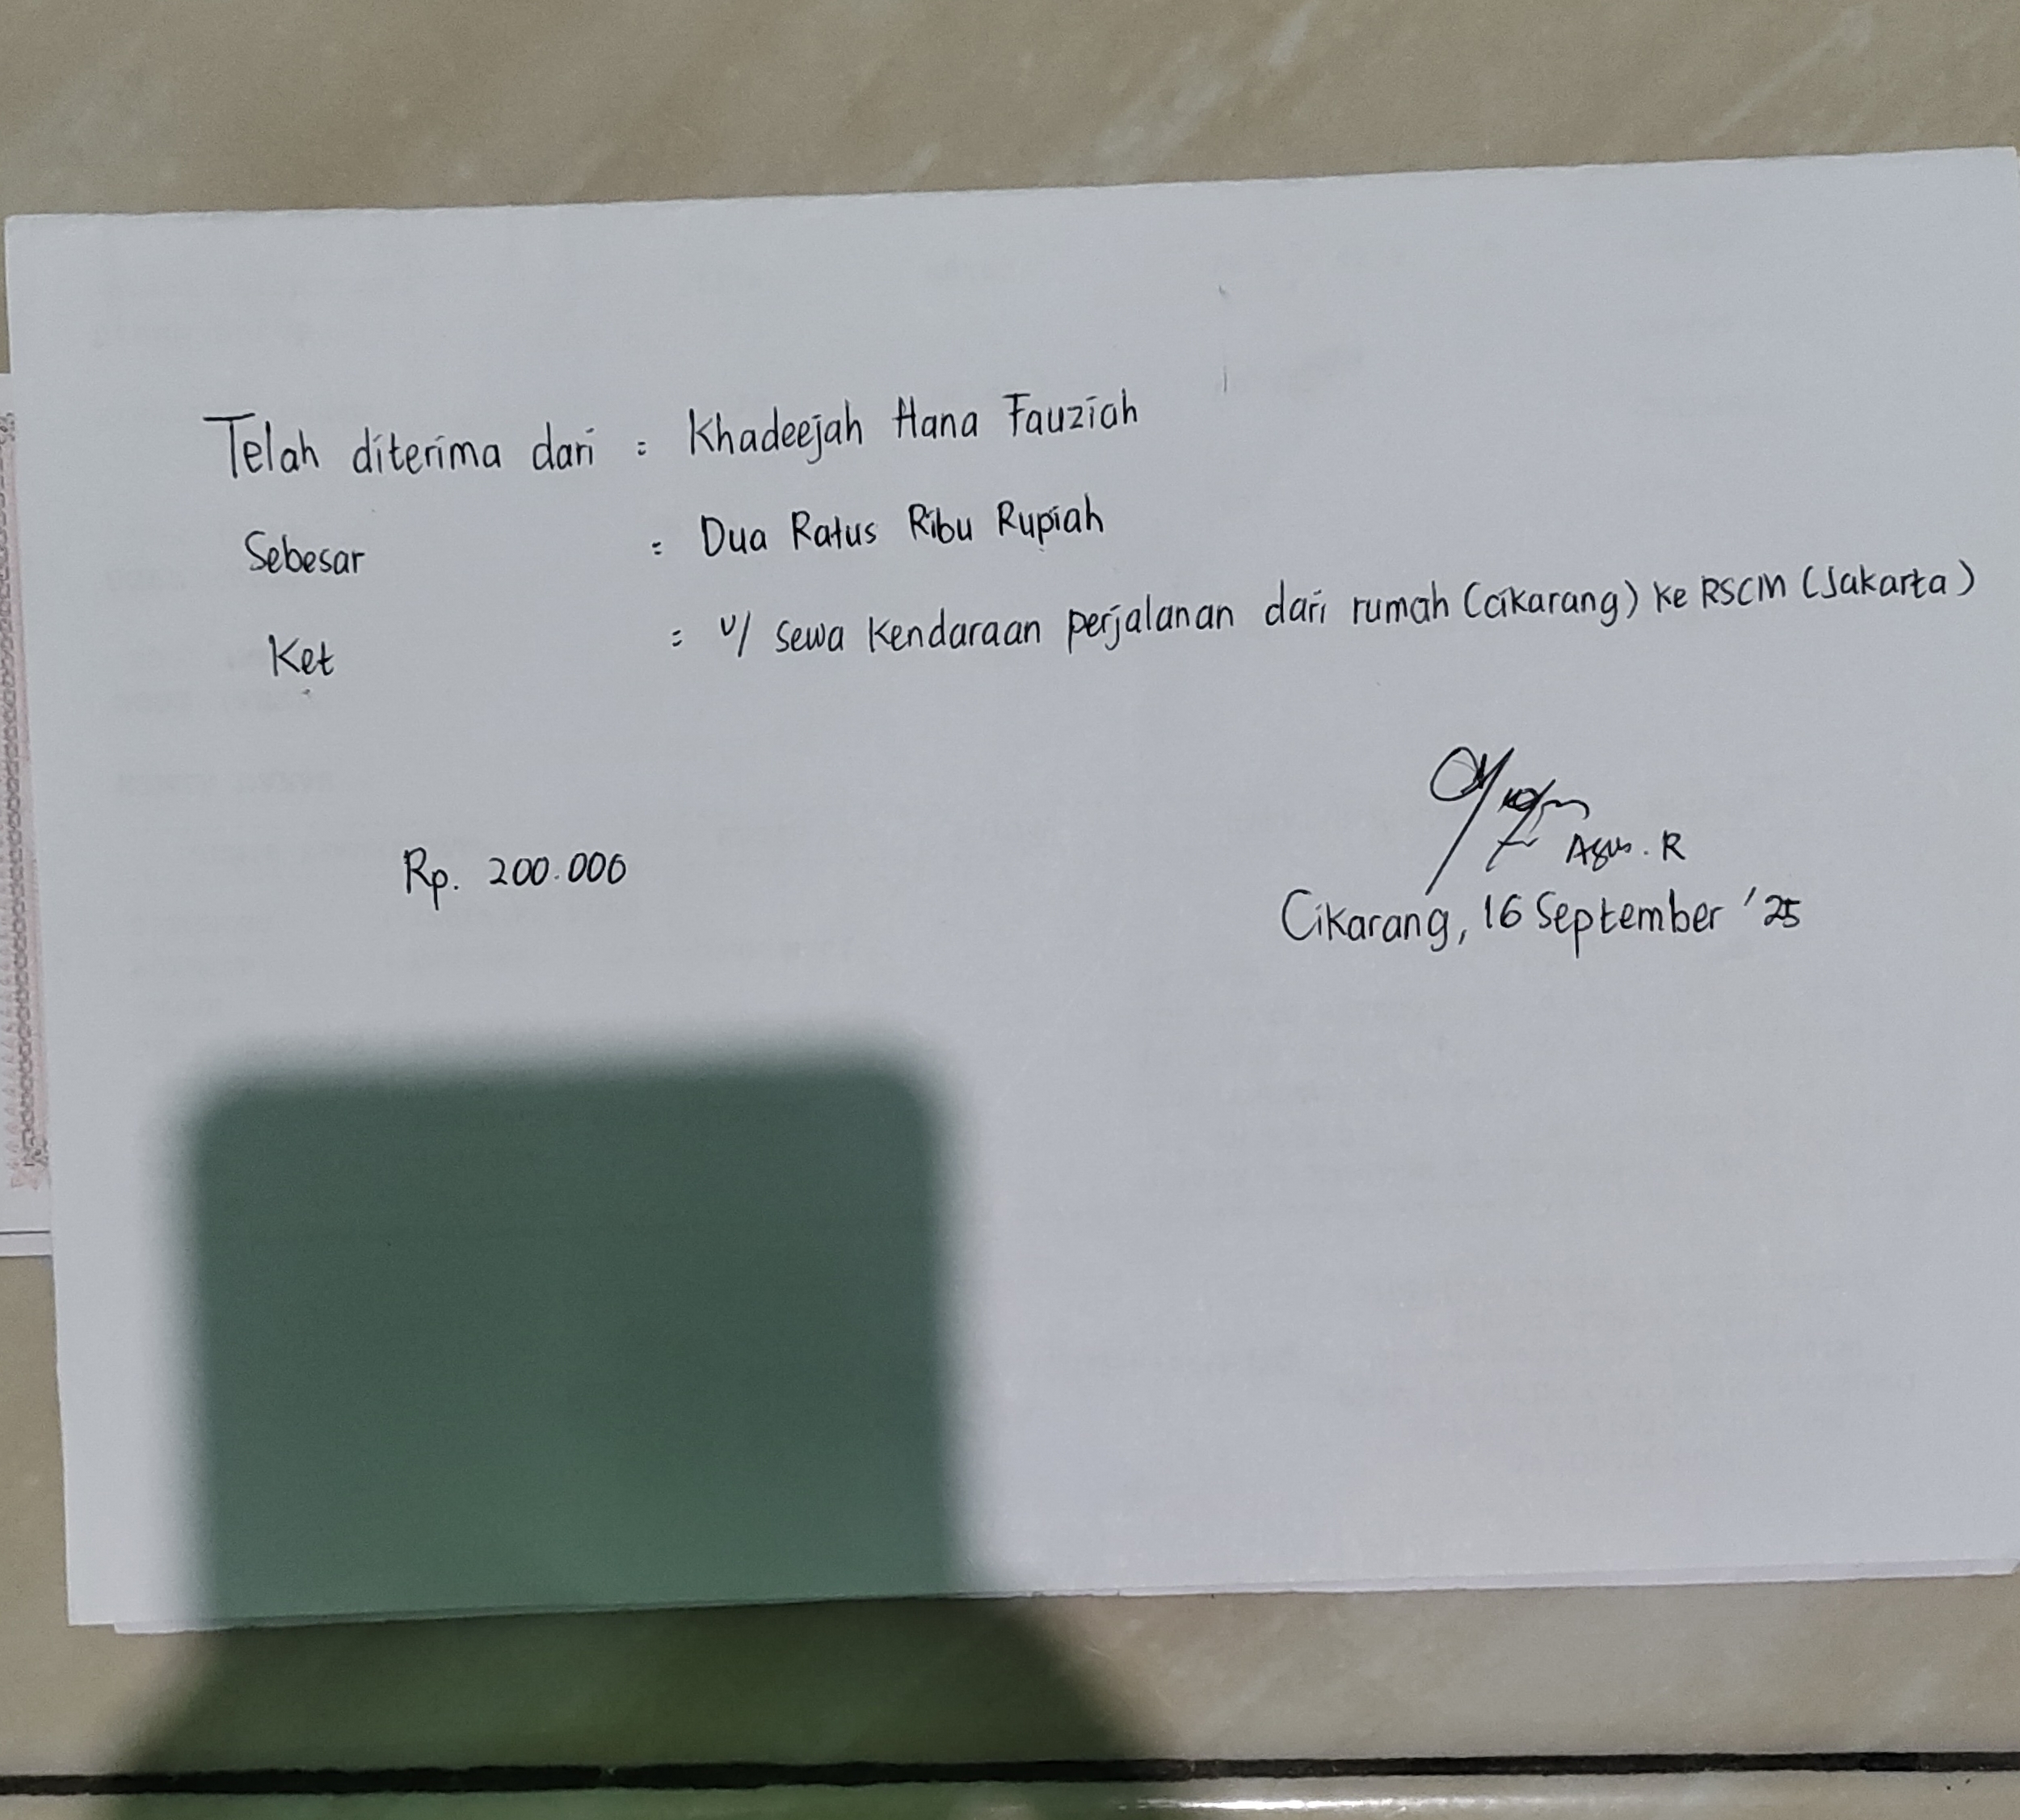 Telah diterima dari : Khadeejah Hana Fauziah
Sebesar : Dua Ratus Ribu Rupiah
Ket : U/ sewa Kendaraan perjalanan dari rumah (Cikarang) ke RSCM (Jakarta)
Agus. R
Rp. 200.000
Cikarang, 16 September '25